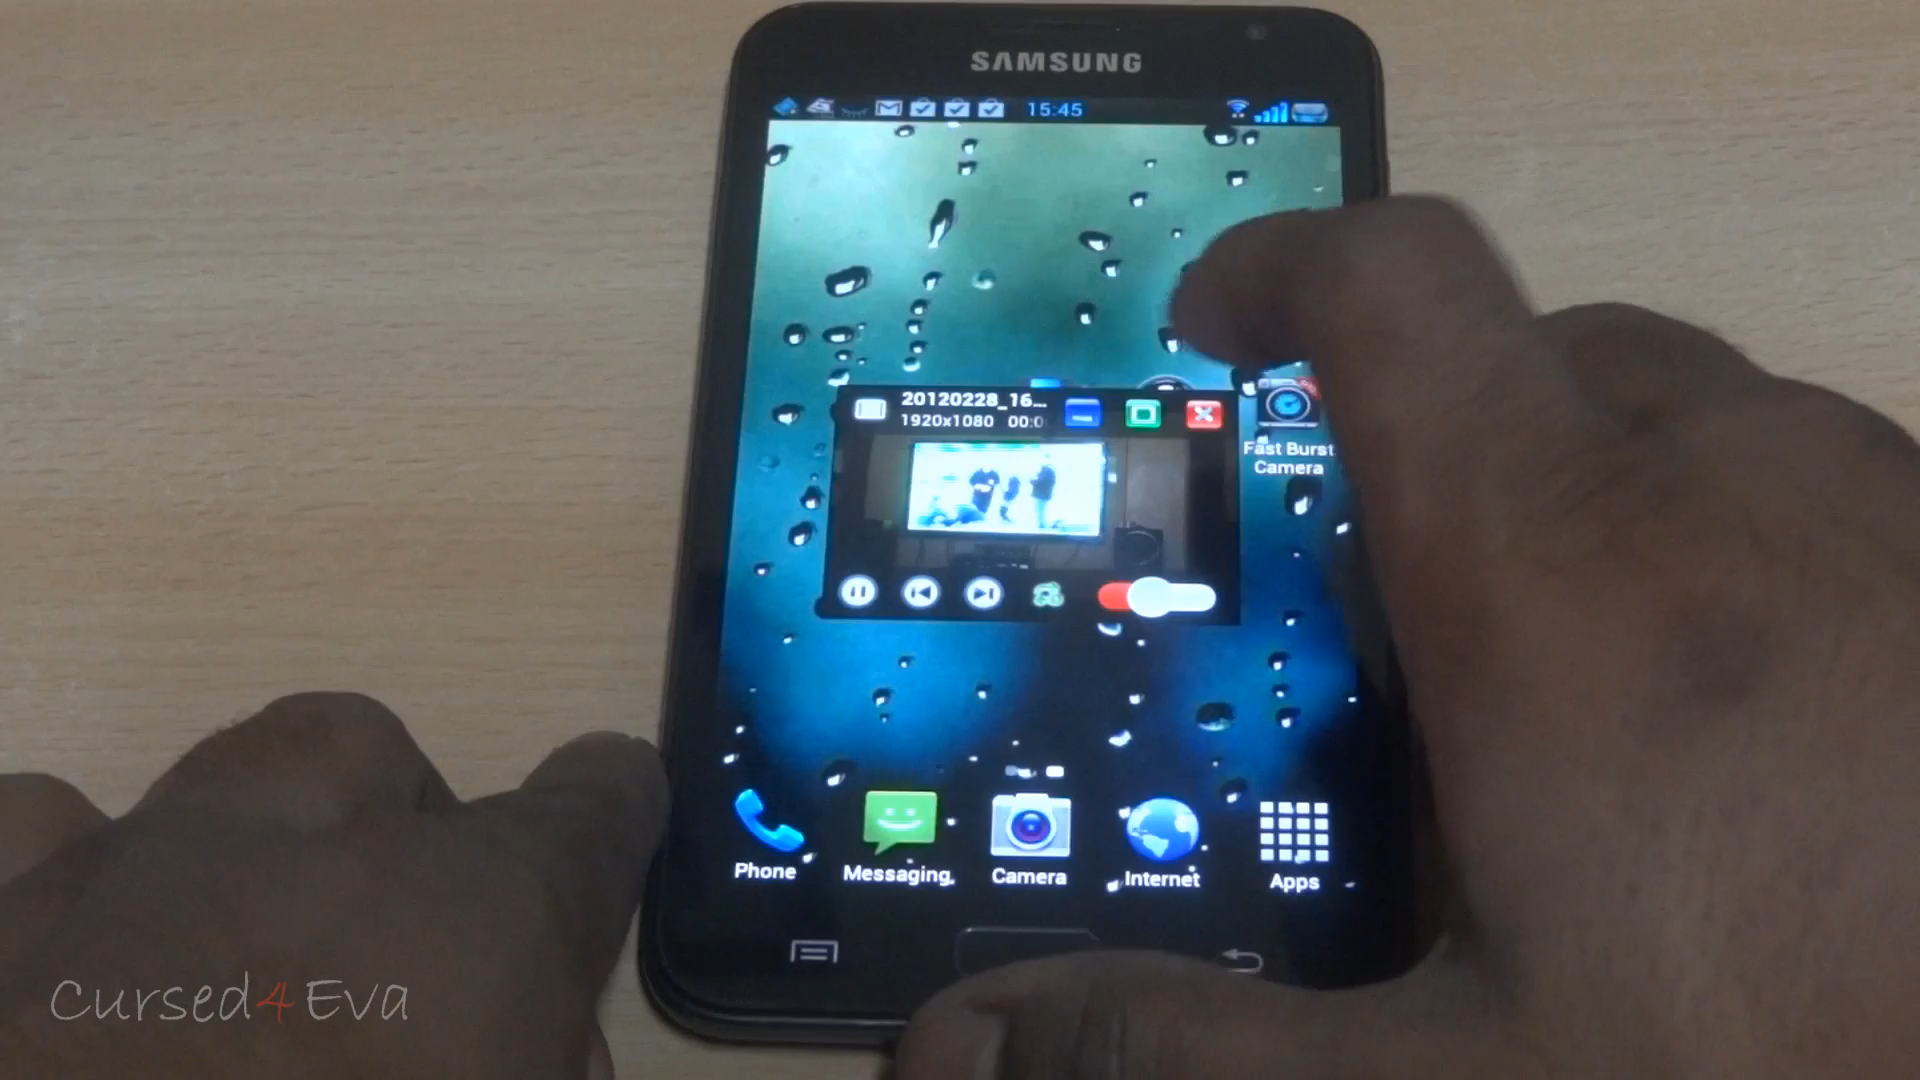 SAMSUNG
15:45
20120228_16...
1920x1080 00:0
Fast Burst
Camera
Phone
Messaging
Camera
Internet
Apps
Cursed4Eva